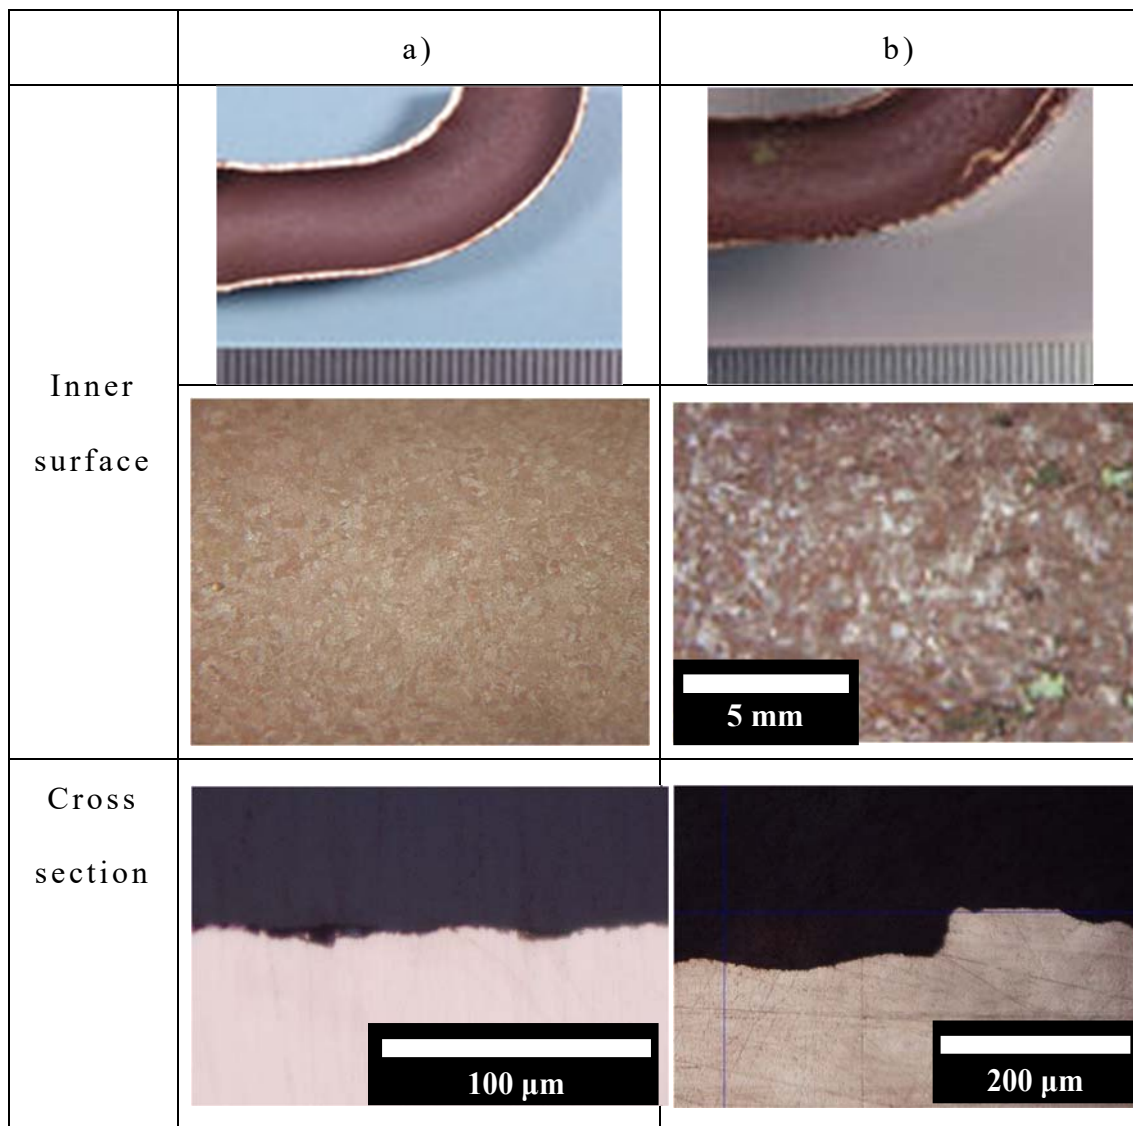 a)
b)
Inner
surface
5 mm
Cross
section
100 μm
200 μm